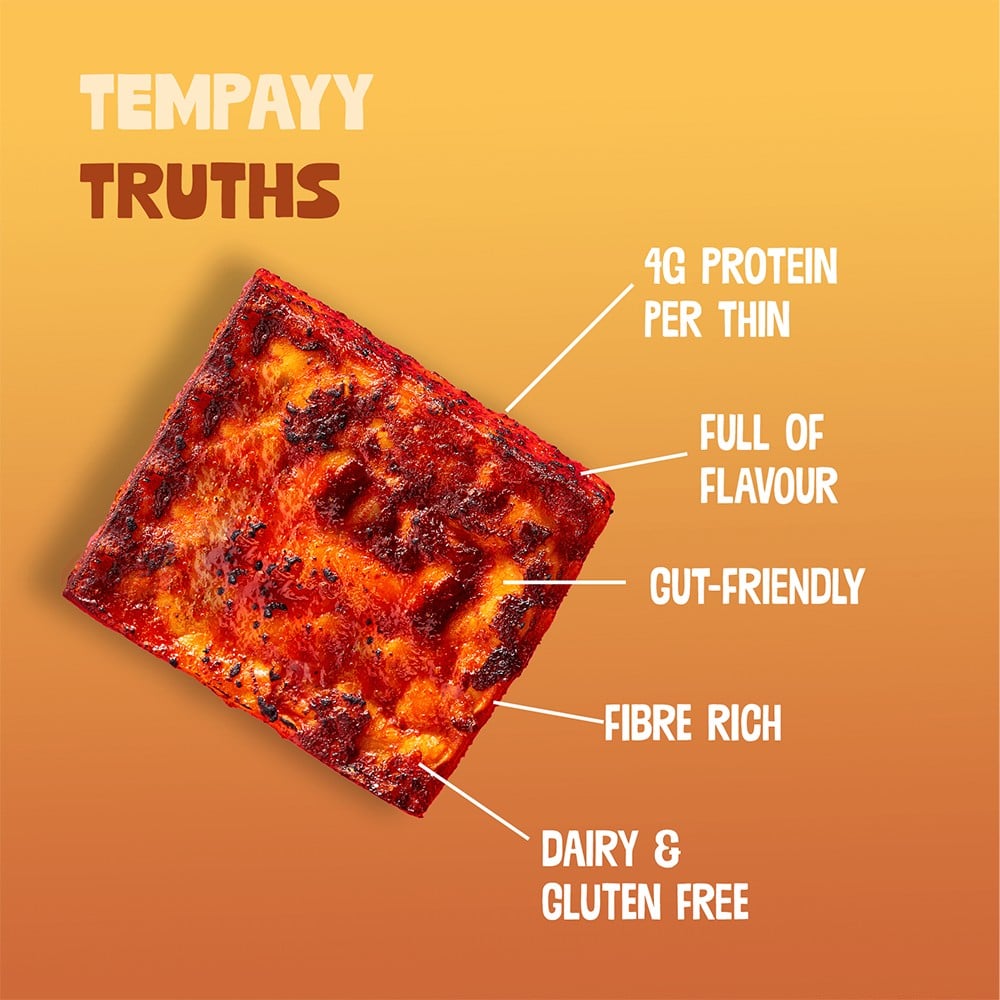 TEMPAYY
TRUTHS
4G PROTEIN
PER THIN
FULL OF
FLAVOUR
GUT-FRIENDLY
FIBRE RICH
DAIRY &
GLUTEN FREE